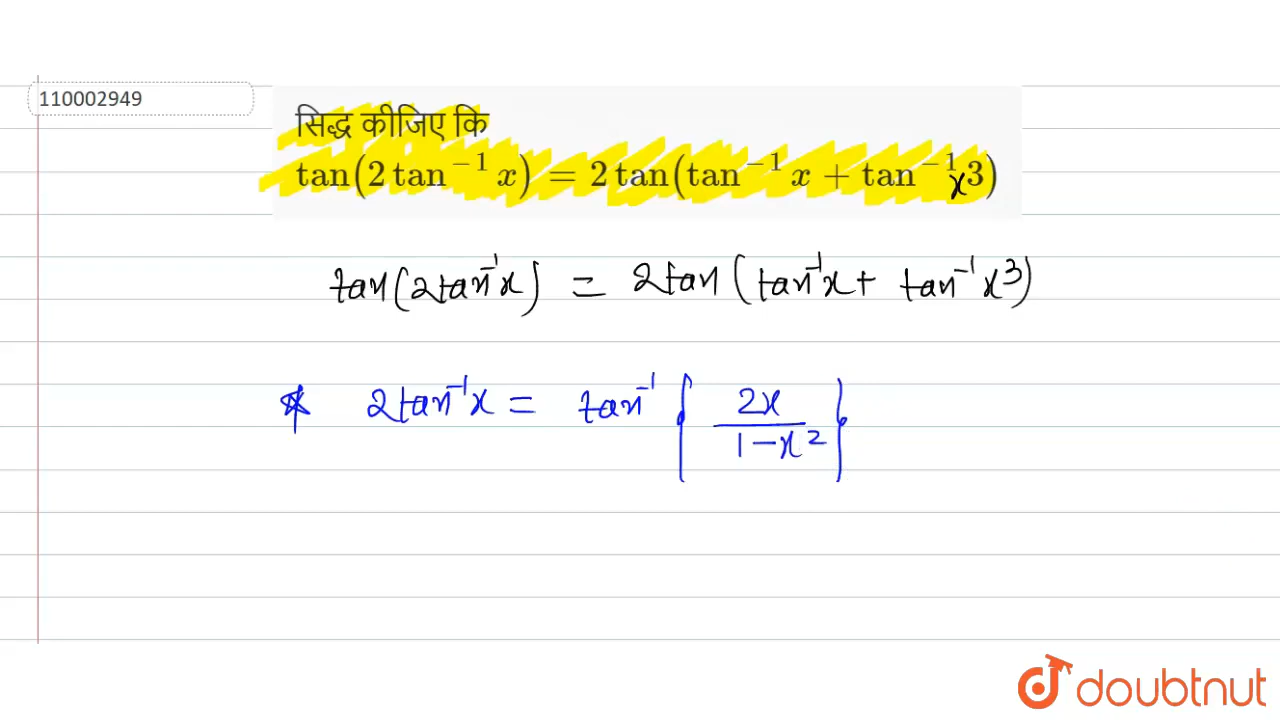 110002949
सिद्ध कीजिए कि
tan(2 tan⁻¹ x) = 2 tan(tan⁻¹ x + tan⁻¹ x3)
tan(2tan⁻¹x) = 2tan(tan⁻¹x + tan⁻¹x³)
* 2tan⁻¹x = tan⁻¹ { 2x / 1-x² }
doubtnut